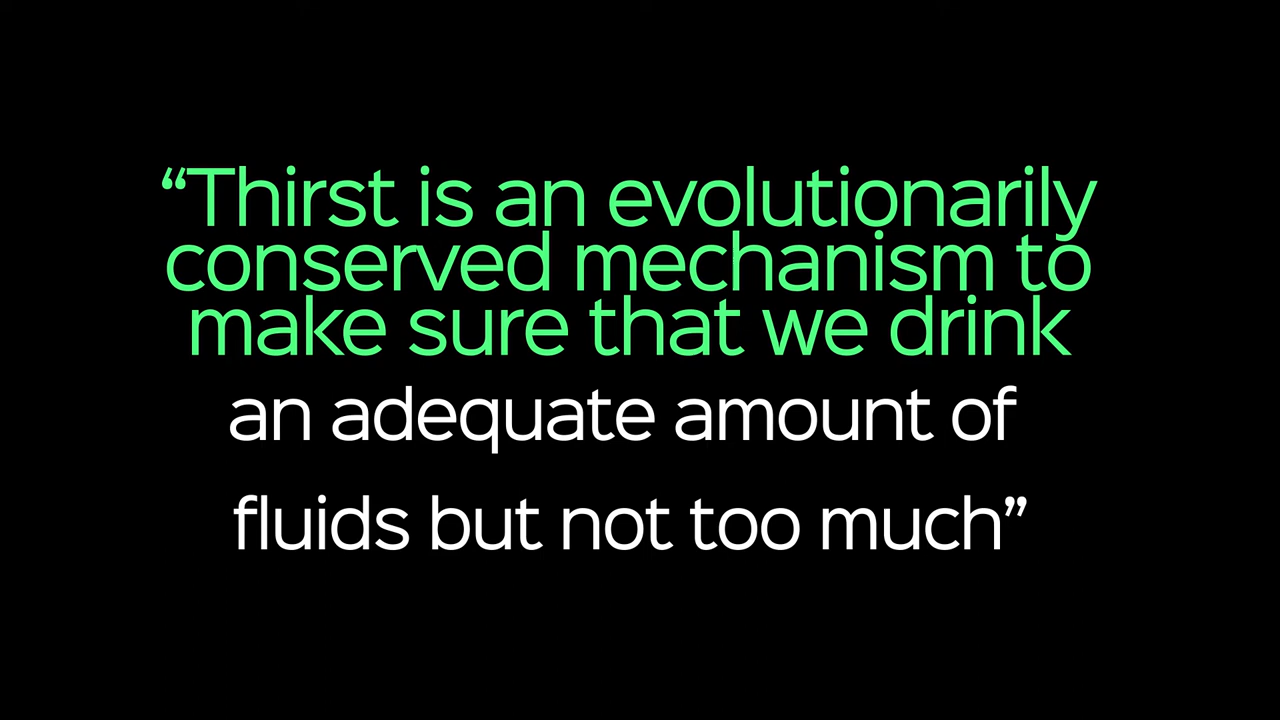 “Thirst is an evolutionarily
conserved mechanism to
make sure that we drink
an adequate amount of
fluids but not too much”